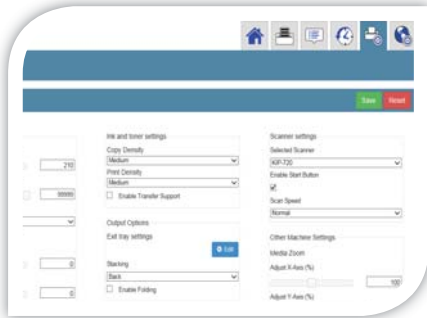 Save Reset
210
99999
0
0
Ink and toner settings
Copy Density
Medium
Print Density
Medium
Enable Transfer Support
Output Options
Exit tray settings
Edit
Stacking
Back
Enable Folding
Scanner settings
Selected Scanner
KIP-720
Enable Start Button
Scan Speed
Normal
Other Machine Settings
Media Zoom
Adjust X-Axis (%)
100
Adjust Y-Axis (%)